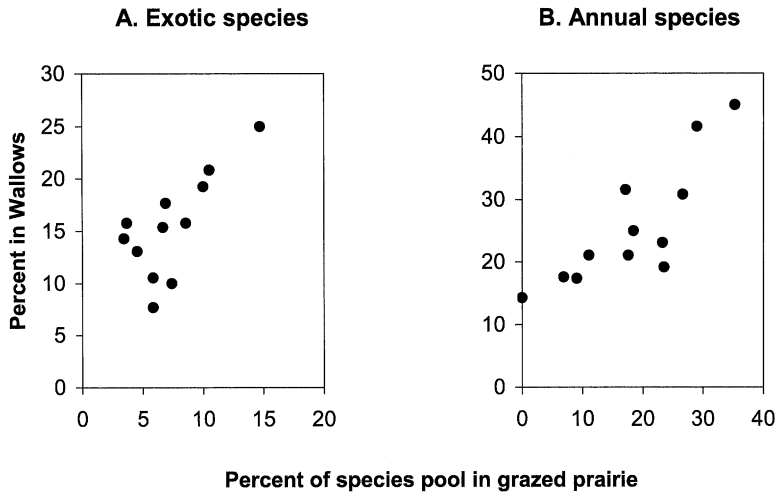 A. Exotic species
B. Annual species
Percent in Wallows
30
25
20
15
10
5
0
0 5 10 15 20
50
40
30
20
10
0
0 10 20 30 40
Percent of species pool in grazed prairie